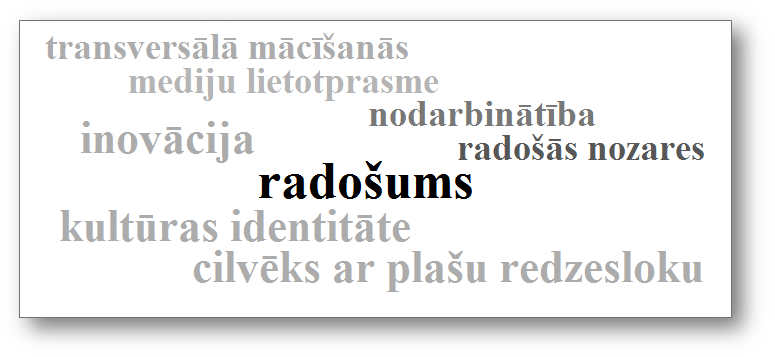 transversālā mācīšanās
mediju lietotprasme
nodarbinātība
inovācija
radošās nozares
radošums
kultūras identitāte
cilvēks ar plašu redzesloku